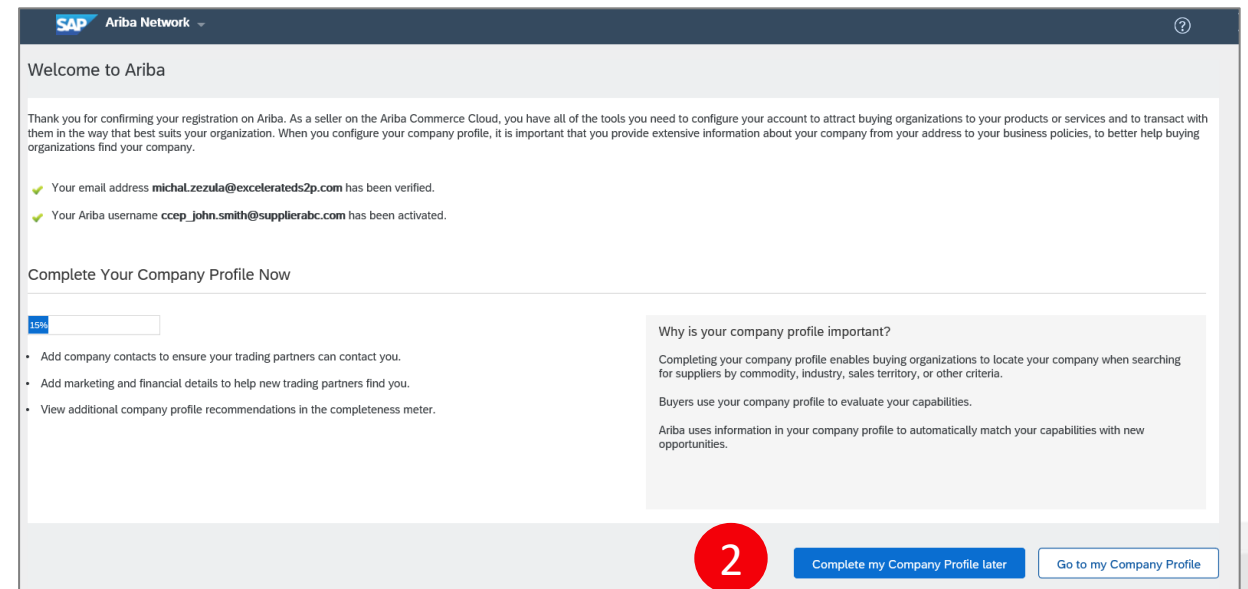 SAP Ariba Network
Welcome to Ariba
Thank you for confirming your registration on Ariba. As a seller on the Ariba Commerce Cloud, you have all of the tools you need to configure your account to attract buying organizations to your products or services and to transact with
them in the way that best suits your organization. When you configure your company profile, it is important that you provide extensive information about your company from your address to your business policies, to better help buying
organizations find your company.
Your email address michal.zezula@excelerateds2p.com has been verified.
Your Ariba username ccep_john.smith@supplierabc.com has been activated.
Complete Your Company Profile Now
15%
• Add company contacts to ensure your trading partners can contact you.
• Add marketing and financial details to help new trading partners find you.
• View additional company profile recommendations in the completeness meter.
Why is your company profile important?
Completing your company profile enables buying organizations to locate your company when searching
for suppliers by commodity, industry, sales territory, or other criteria.
Buyers use your company profile to evaluate your capabilities.
Ariba uses information in your company profile to automatically match your capabilities with new
opportunities.
2
Complete my Company Profile later
Go to my Company Profile